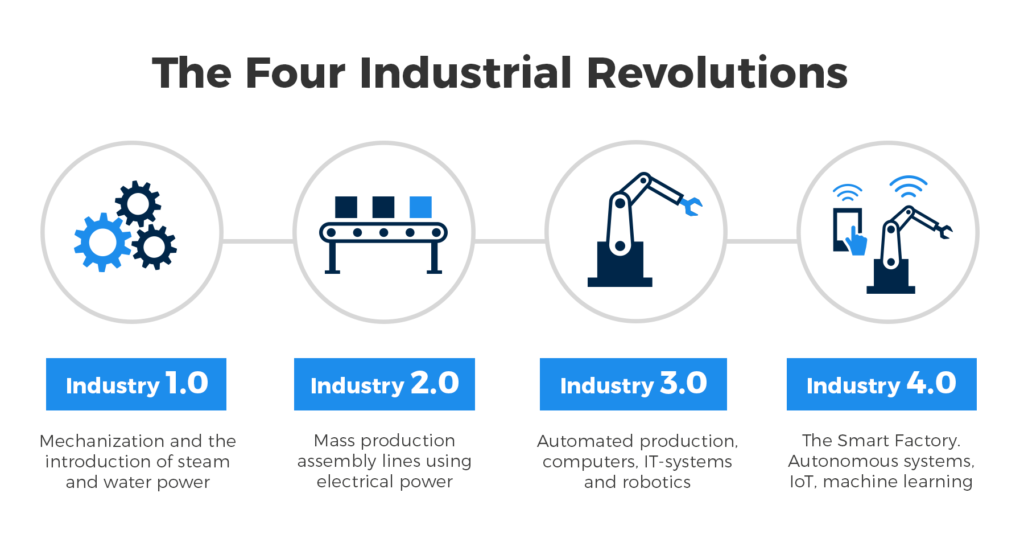 The Four Industrial Revolutions
Industry 1.0
Mechanization and the
introduction of steam
and water power
Industry 2.0
Mass production
assembly lines using
electrical power
Industry 3.0
Automated production,
computers, IT-systems
and robotics
Industry 4.0
The Smart Factory.
Autonomous systems,
IoT, machine learning